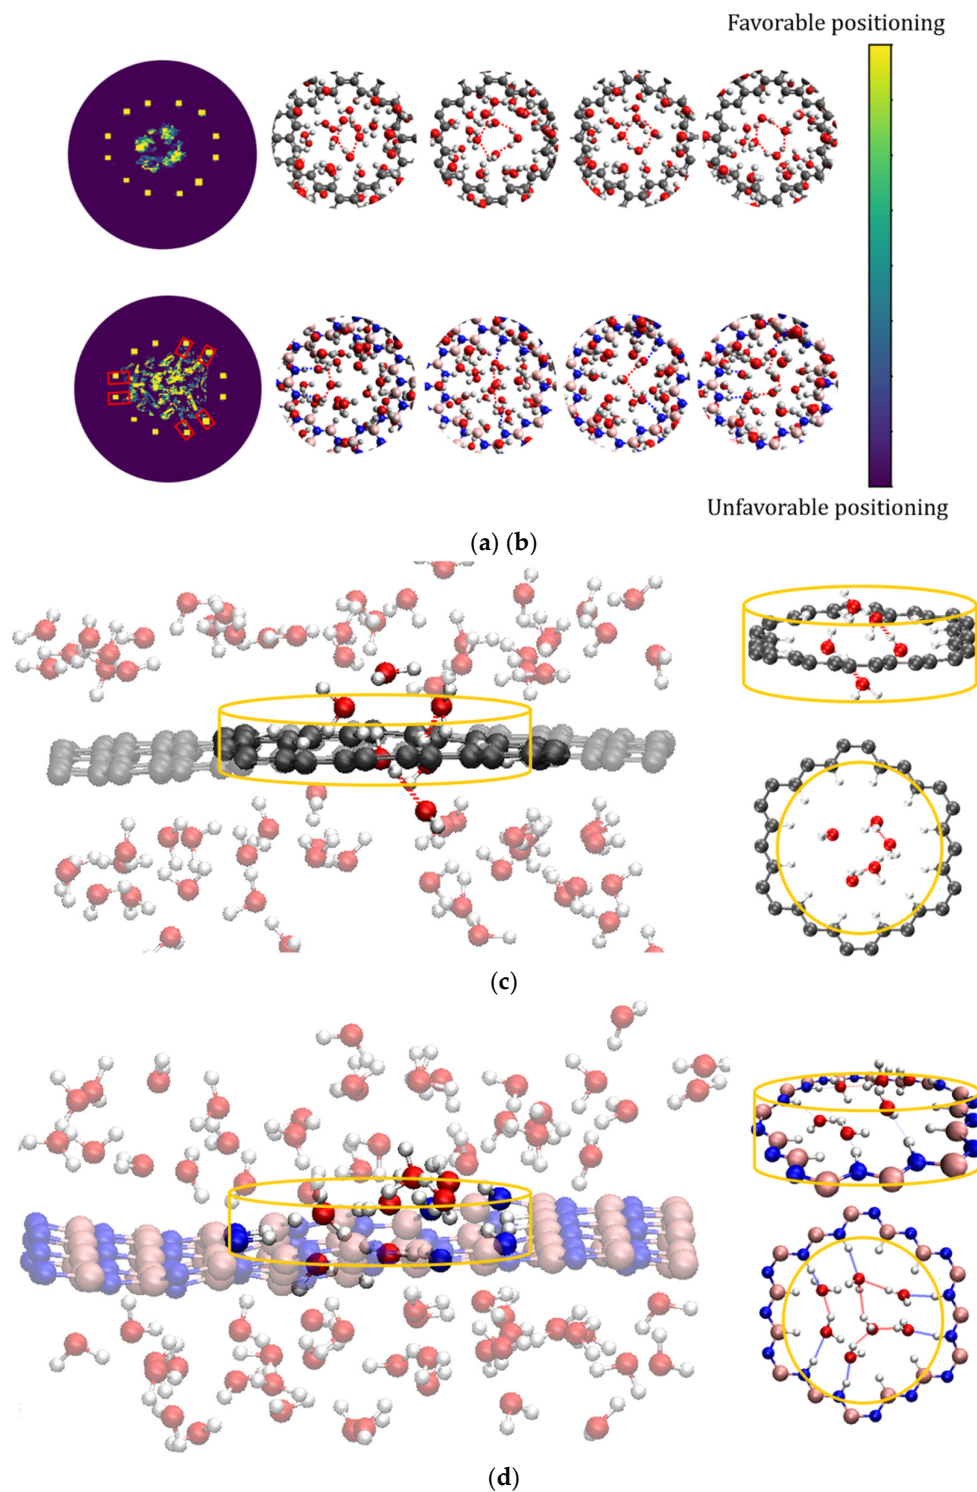 Favorable positioning
Unfavorable positioning
(a) (b)
(c)
(d)